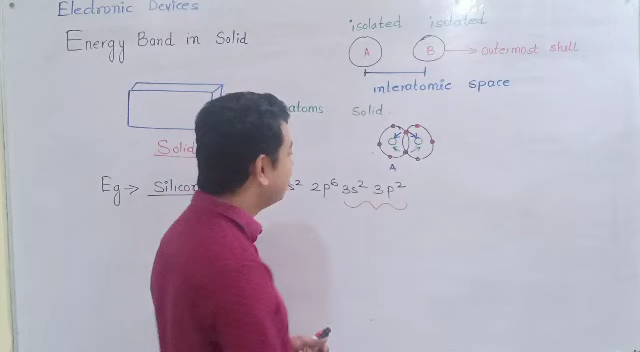 Electronic Devices
Energy Band in Solid
isolated isolated
A B → outermost shell
interatomic space
atoms. Solid.
Solid
A
Eg → Silicon s² 2p⁶ 3s² 3p²